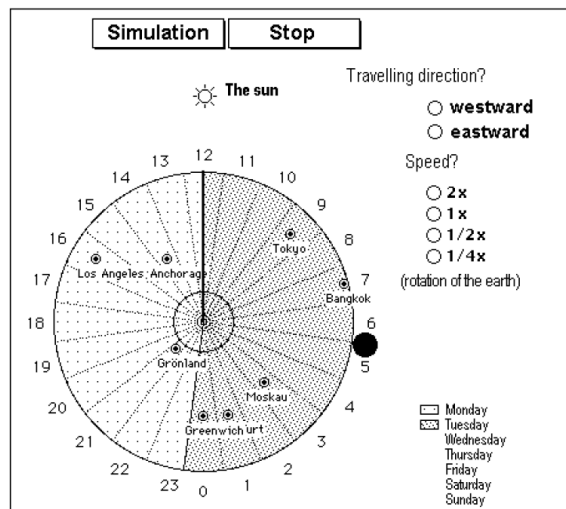 Simulation Stop
The sun
Travelling direction?
westward
eastward
Speed?
2x
1x
1/2x
1/4x
(rotation of the earth)
12
13 11
14 10
15 9
16 8
17 7
18 6
19 5
20 4
21 3
22 2
23 1
0
Tokyo
Los Angeles Anchorage
Bangkok
Grönland
Moskau
Greenwich urt
Monday
Tuesday
Wednesday
Thursday
Friday
Saturday
Sunday